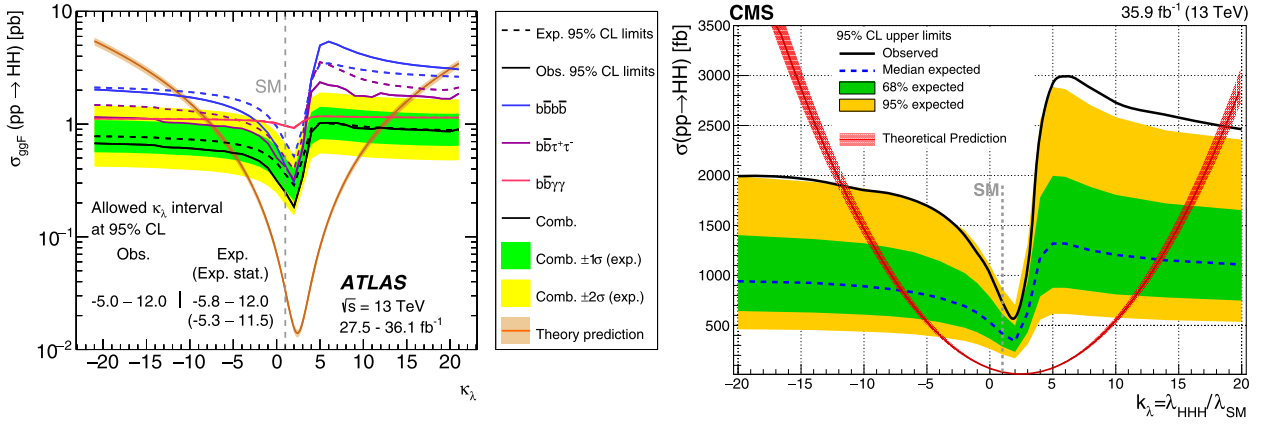 σ_ggF (pp → HH) [pb]
10
1
10⁻¹
10⁻²
SM
Allowed κ_λ interval
at 95% CL
Obs. Exp.
(Exp. stat.)
-5.0 – 12.0 | -5.8 – 12.0
(-5.3 – 11.5)
ATLAS
√s = 13 TeV
27.5 - 36.1 fb⁻¹
−20 −15 −10 −5 0 5 10 15 20
κ_λ
Exp. 95% CL limits
Obs. 95% CL limits
bb̄bb̄
bb̄τ⁺τ⁻
bb̄γγ
Comb.
Comb. ±1σ (exp.)
Comb. ±2σ (exp.)
Theory prediction
CMS 35.9 fb⁻¹ (13 TeV)
σ(pp→HH) [fb]
3500
3000
2500
2000
1500
1000
500
95% CL upper limits
Observed
Median expected
68% expected
95% expected
Theoretical Prediction
SM
−20 −15 −10 −5 0 5 10 15 20
k_λ=λ_HHH/λ_SM